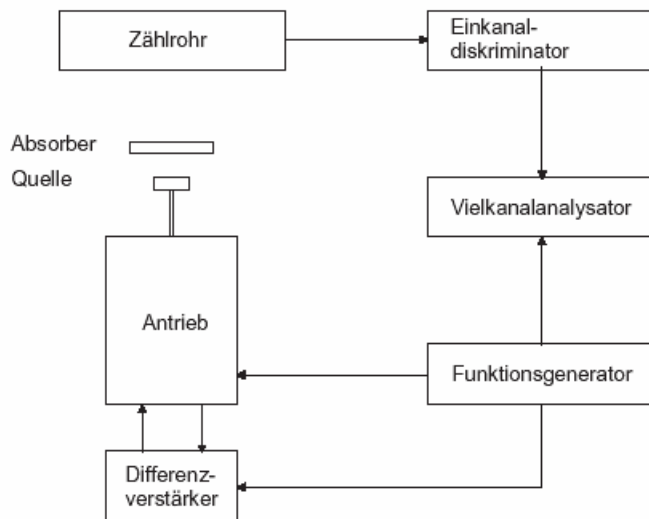 Zählrohr
Einkanal-
diskriminator
Absorber
Quelle
Vielkanalanalysator
Antrieb
Funktionsgenerator
Differenz-
verstärker